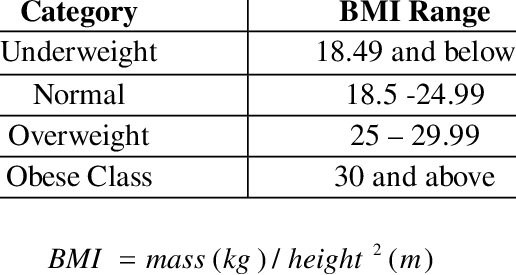 Category BMI Range
Underweight 18.49 and below
Normal 18.5 -24.99
Overweight 25 – 29.99
Obese Class 30 and above
BMI = mass (kg ) / height ² (m )